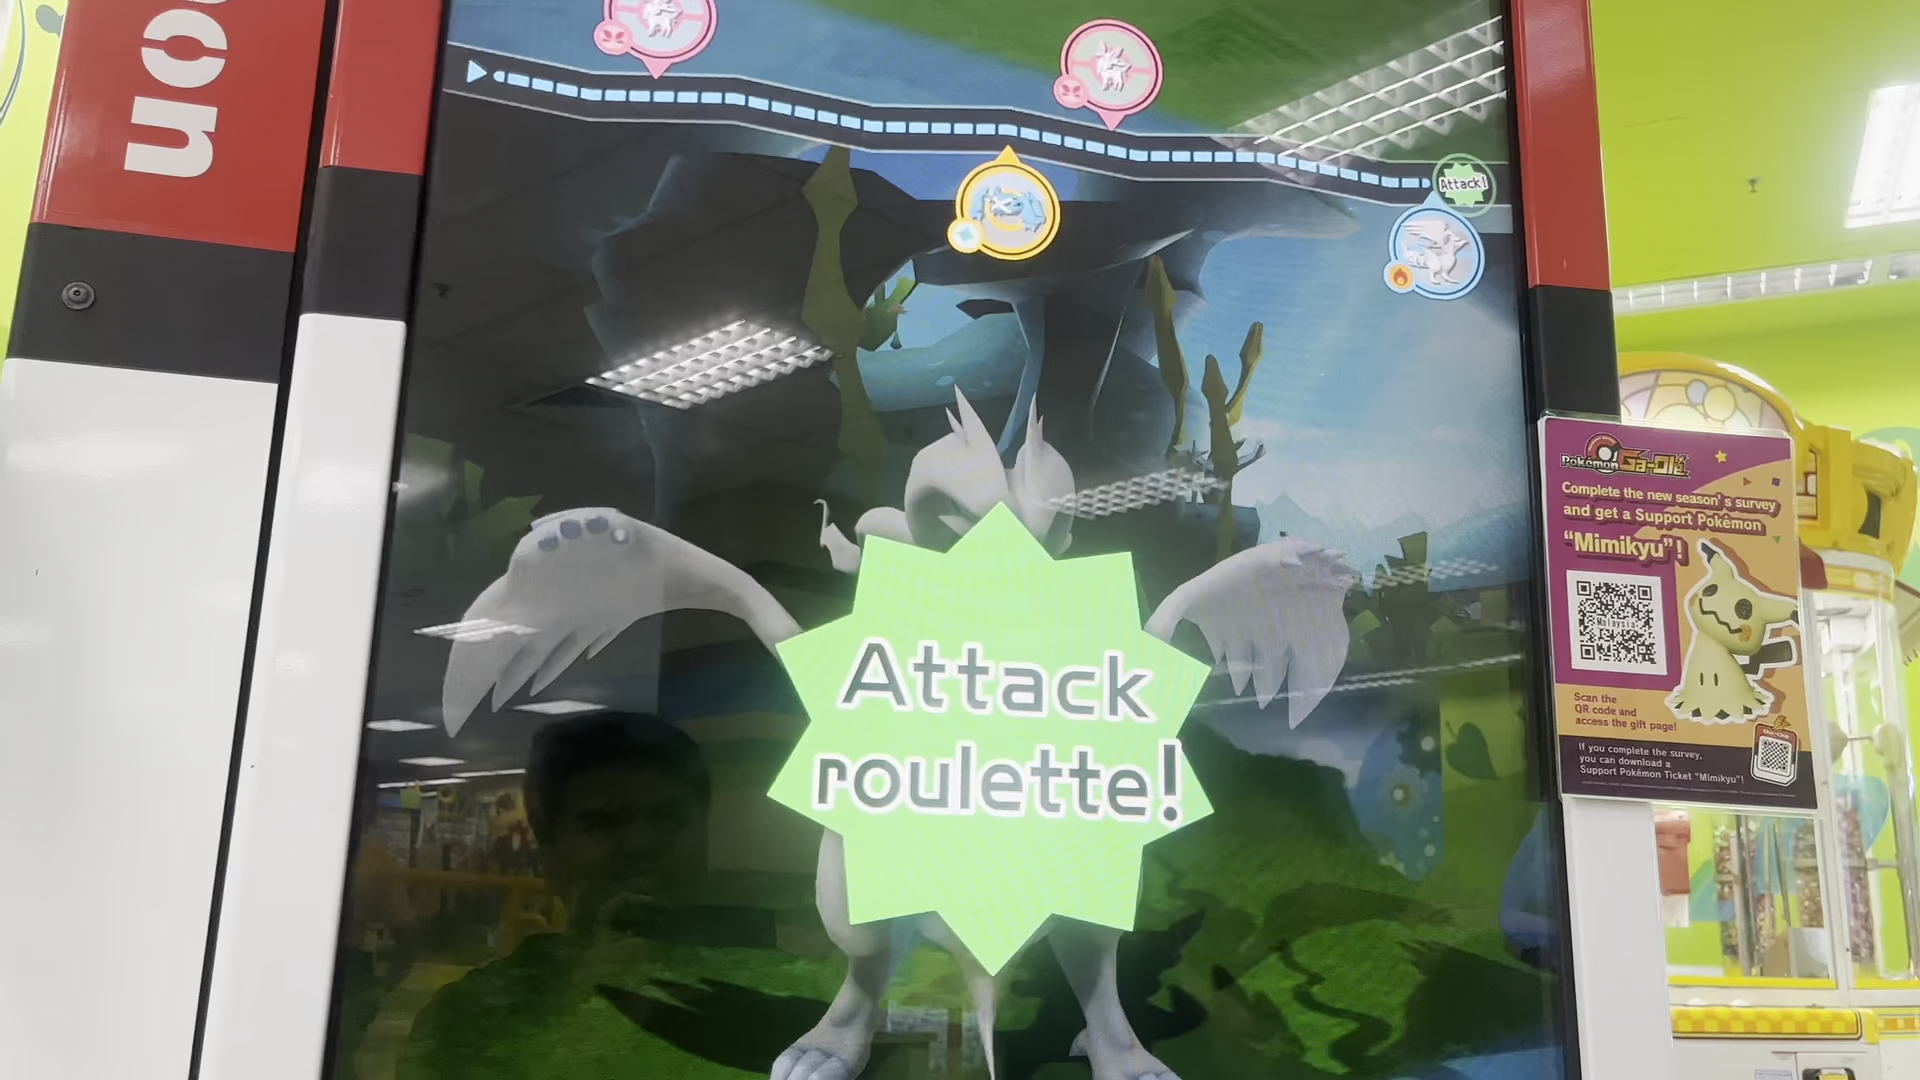 mon
Attack!
Attack
roulette!
Pokémon Ga-Olé
Complete the new season's survey
and get a Support Pokémon
"Mimikyu"!
Malaysia
Scan the
QR code and
access the gift page!
If you complete the survey,
you can download a
Support Pokémon Ticket "Mimikyu"!